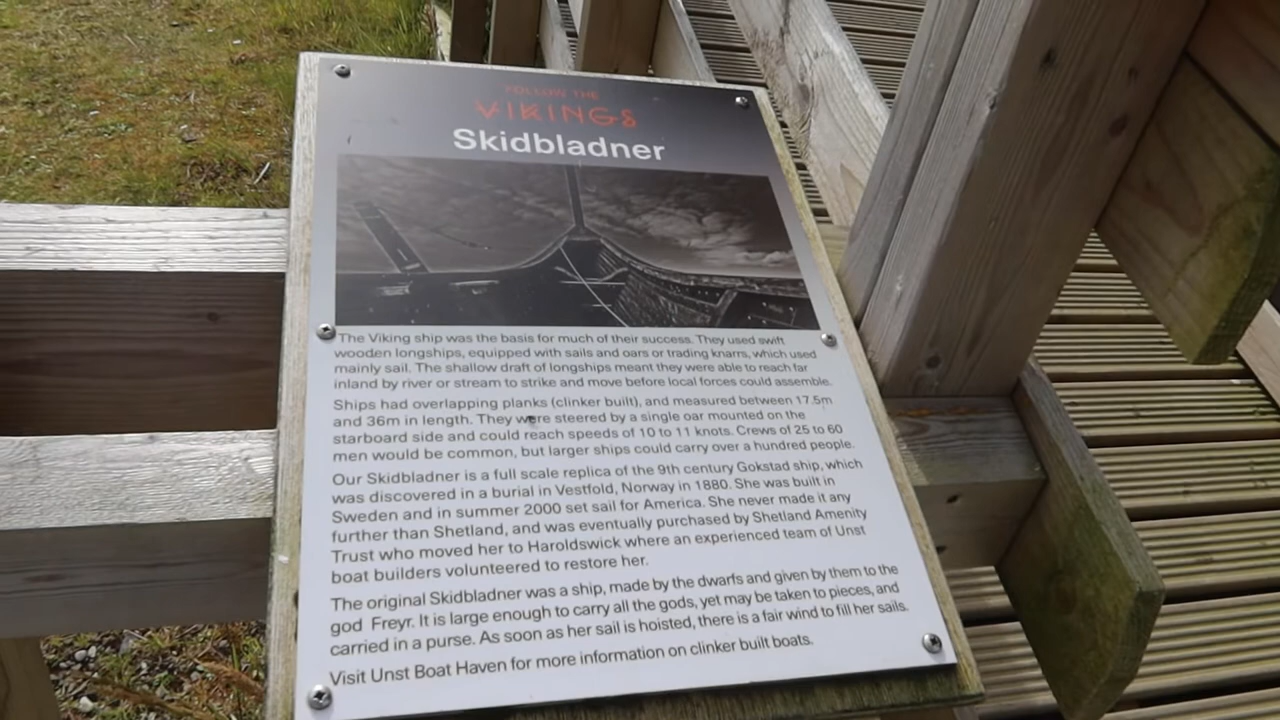 FOLLOW THE
VIKINGS
Skidbladner
The Viking ship was the basis for much of their success. They used swift
wooden longships, equipped with sails and oars or trading knarrs, which used
mainly sail. The shallow draft of longships meant they were able to reach far
inland by river or stream to strike and move before local forces could assemble.
Ships had overlapping planks (clinker built), and measured between 17.5m
and 36m in length. They were steered by a single oar mounted on the
starboard side and could reach speeds of 10 to 11 knots. Crews of 25 to 60
men would be common, but larger ships could carry over a hundred people.
Our Skidbladner is a full scale replica of the 9th century Gokstad ship, which
was discovered in a burial in Vestfold, Norway in 1880. She was built in
Sweden and in summer 2000 set sail for America. She never made it any
further than Shetland, and was eventually purchased by Shetland Amenity
Trust who moved her to Haroldswick where an experienced team of Unst
boat builders volunteered to restore her.
The original Skidbladner was a ship, made by the dwarfs and given by them to the
god Freyr. It is large enough to carry all the gods, yet may be taken to pieces, and
carried in a purse. As soon as her sail is hoisted, there is a fair wind to fill her sails.
Visit Unst Boat Haven for more information on clinker built boats.